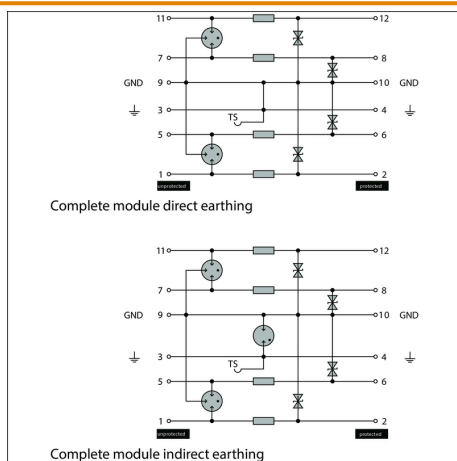 11 12
7 8
GND 9 10 GND
3 4
TS
5 6
1 2
unprotected protected
Complete module direct earthing
11 12
7 8
GND 9 10 GND
3 4
TS
5 6
1 2
unprotected protected
Complete module indirect earthing